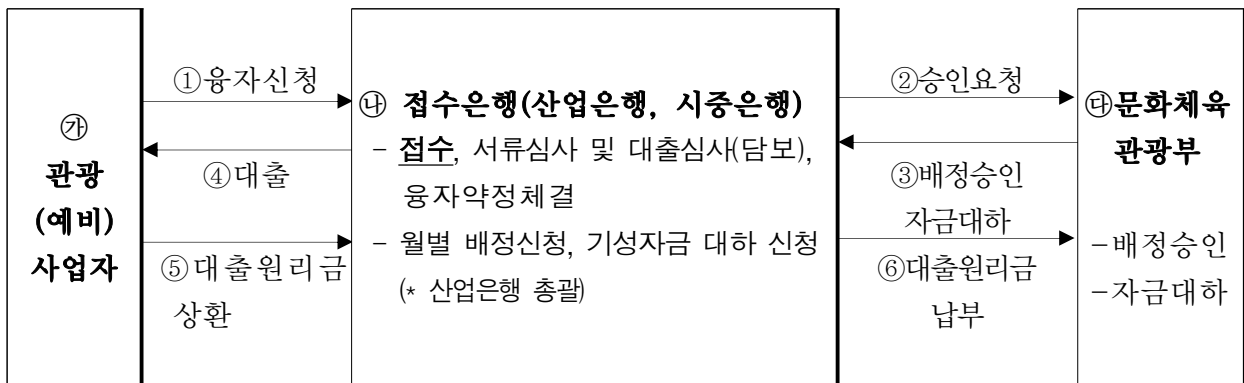 ㉮
관광
(예비)
사업자
①융자신청
④대출
⑤대출원리금
상환
㉯ 접수은행(산업은행, 시중은행)
- 접수, 서류심사 및 대출심사(담보),
융자약정체결
- 월별 배정신청, 기성자금 대하 신청
(* 산업은행 총괄)
②승인요청
③배정승인
자금대하
⑥대출원리금
납부
㉰문화체육
관광부
-배정승인
-자금대하